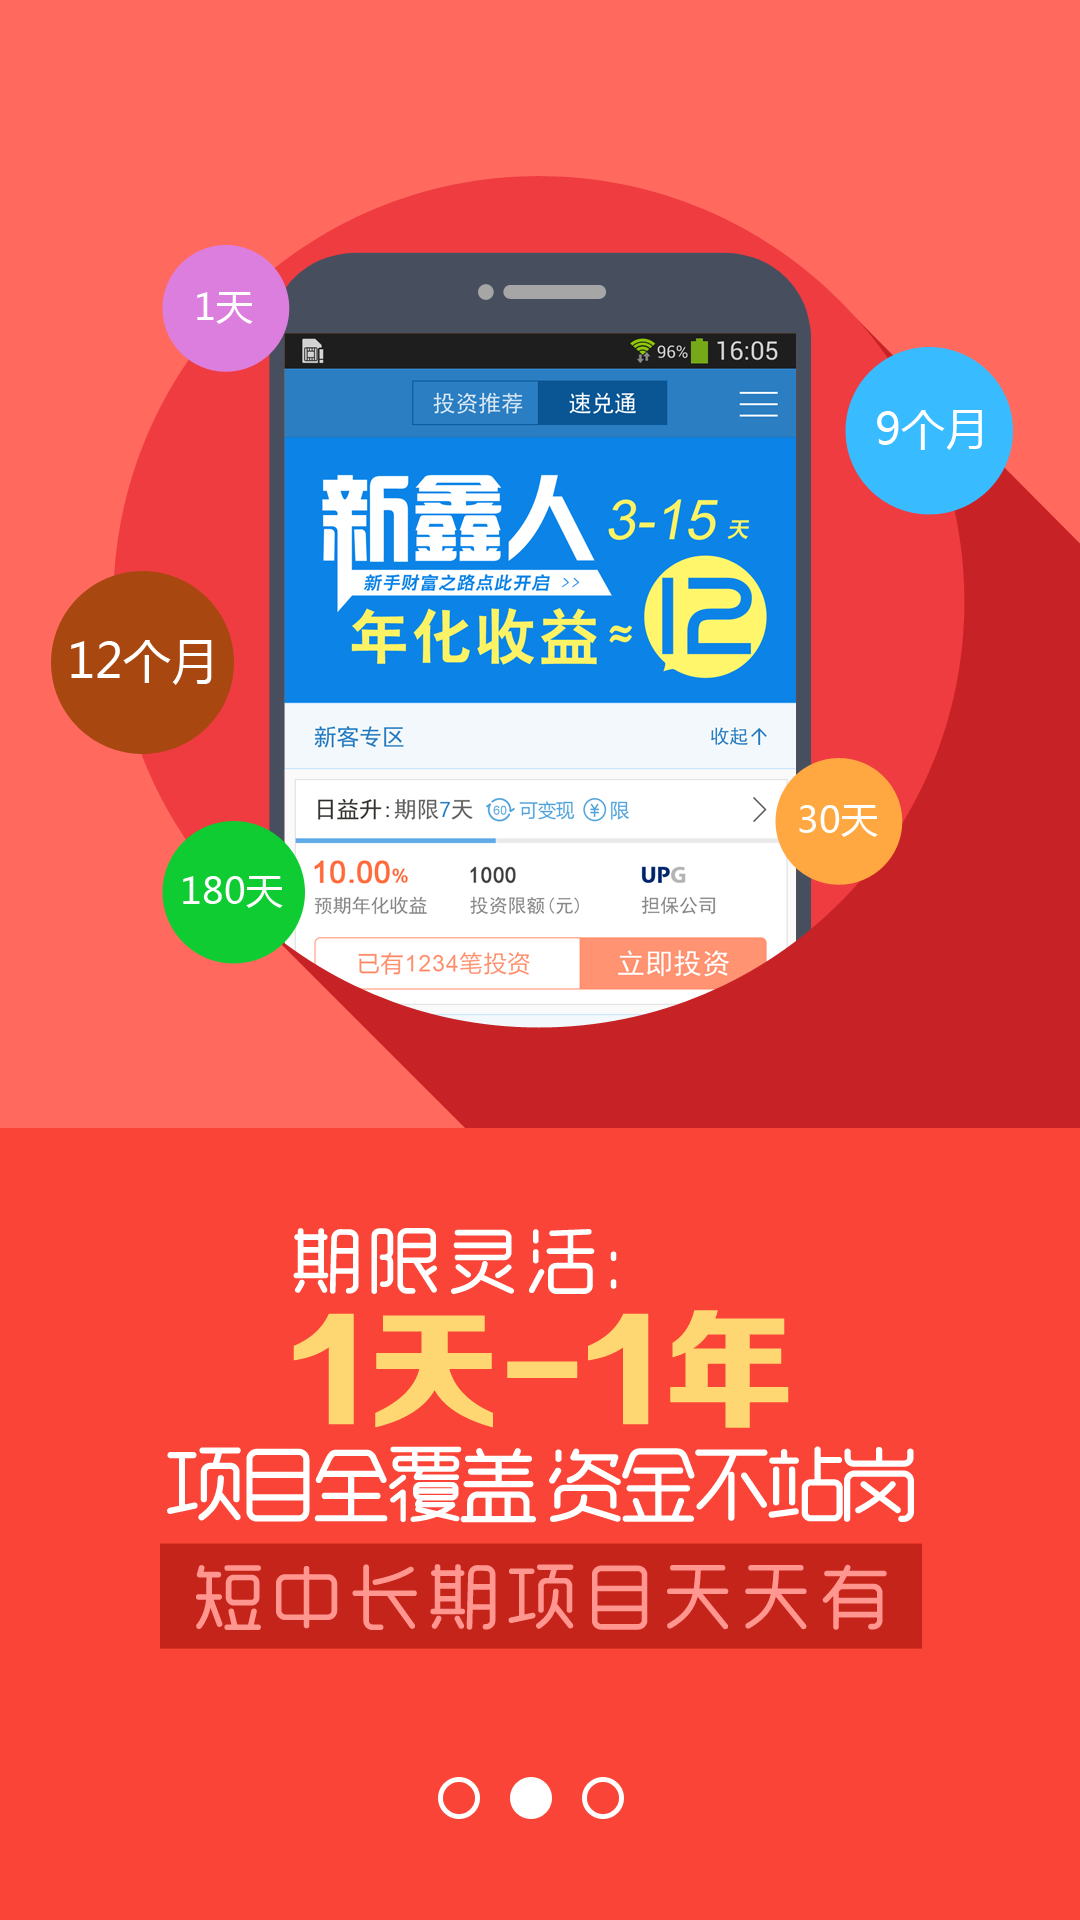 1天
96% 16:05
投资推荐 速兑通
9个月
新鑫人 3-15 天
新手财富之路点此开启 >>
年化收益≈12
12个月
新客专区 收起↑
日益升:期限7天 60 可变现 ¥ 限
30天
10.00% 1000 UPG
180天
预期年化收益 投资限额(元) 担保公司
已有1234笔投资 立即投资
期限灵活:
1天-1年
项目全覆盖 资金不站岗
短中长期项目天天有